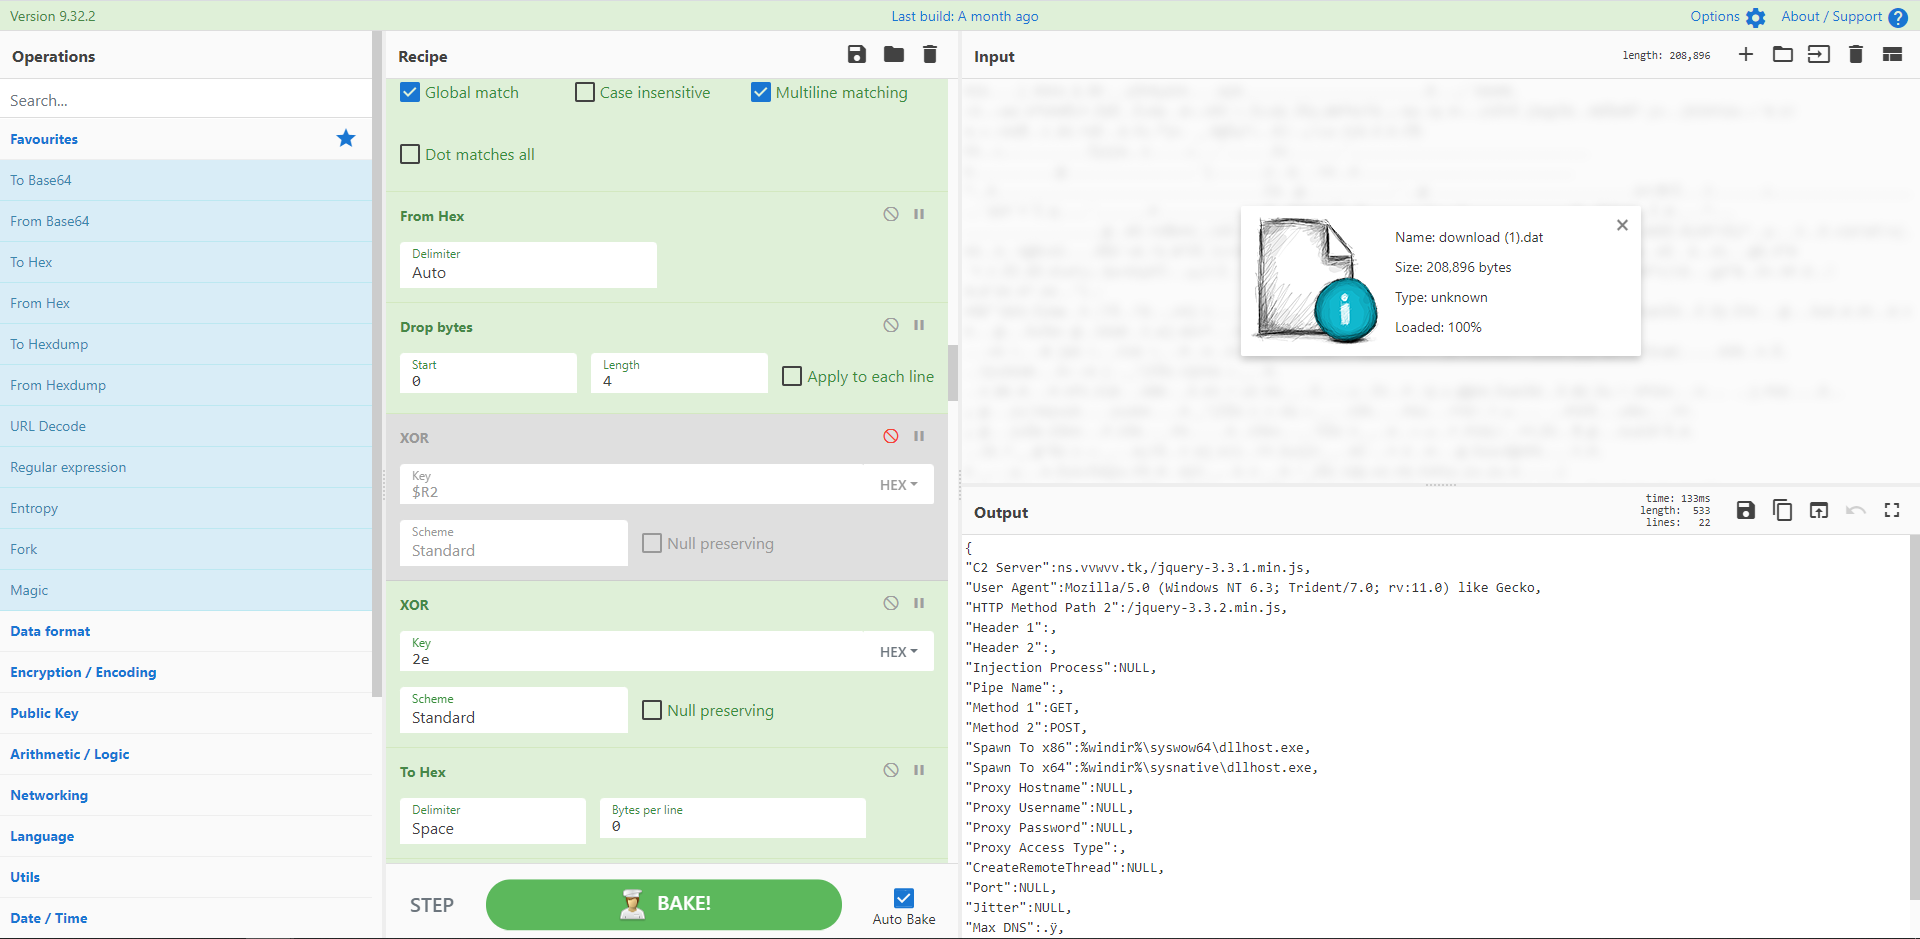 Version 9.32.2
Last build: A month ago
Options
About / Support
Operations
Search...
Favourites
To Base64
From Base64
To Hex
From Hex
To Hexdump
From Hexdump
URL Decode
Regular expression
Entropy
Fork
Magic
Data format
Encryption / Encoding
Public Key
Arithmetic / Logic
Networking
Language
Utils
Date / Time
Recipe
Global match
Case insensitive
Multiline matching
Dot matches all
From Hex
Delimiter
Auto
Drop bytes
Start
0
Length
4
Apply to each line
XOR
Key
$R2
HEX
Scheme
Standard
Null preserving
XOR
Key
2e
HEX
Scheme
Standard
Null preserving
To Hex
Delimiter
Space
Bytes per line
0
STEP
BAKE!
Auto Bake
Input
length: 208,896
Name: download (1).dat
Size: 208,896 bytes
Type: unknown
Loaded: 100%
Output
time: 133ms
length: 533
lines: 22
{
"C2 Server":ns.vvwvv.tk,/jquery-3.3.1.min.js,
"User Agent":Mozilla/5.0 (Windows NT 6.3; Trident/7.0; rv:11.0) like Gecko,
"HTTP Method Path 2":/jquery-3.3.2.min.js,
"Header 1":,
"Header 2":,
"Injection Process":NULL,
"Pipe Name":,
"Method 1":GET,
"Method 2":POST,
"Spawn To x86":%windir%\syswow64\dllhost.exe,
"Spawn To x64":%windir%\sysnative\dllhost.exe,
"Proxy Hostname":NULL,
"Proxy Username":NULL,
"Proxy Password":NULL,
"Proxy Access Type":,
"CreateRemoteThread":NULL,
"Port":NULL,
"Jitter":NULL,
"Max DNS":.ÿ,